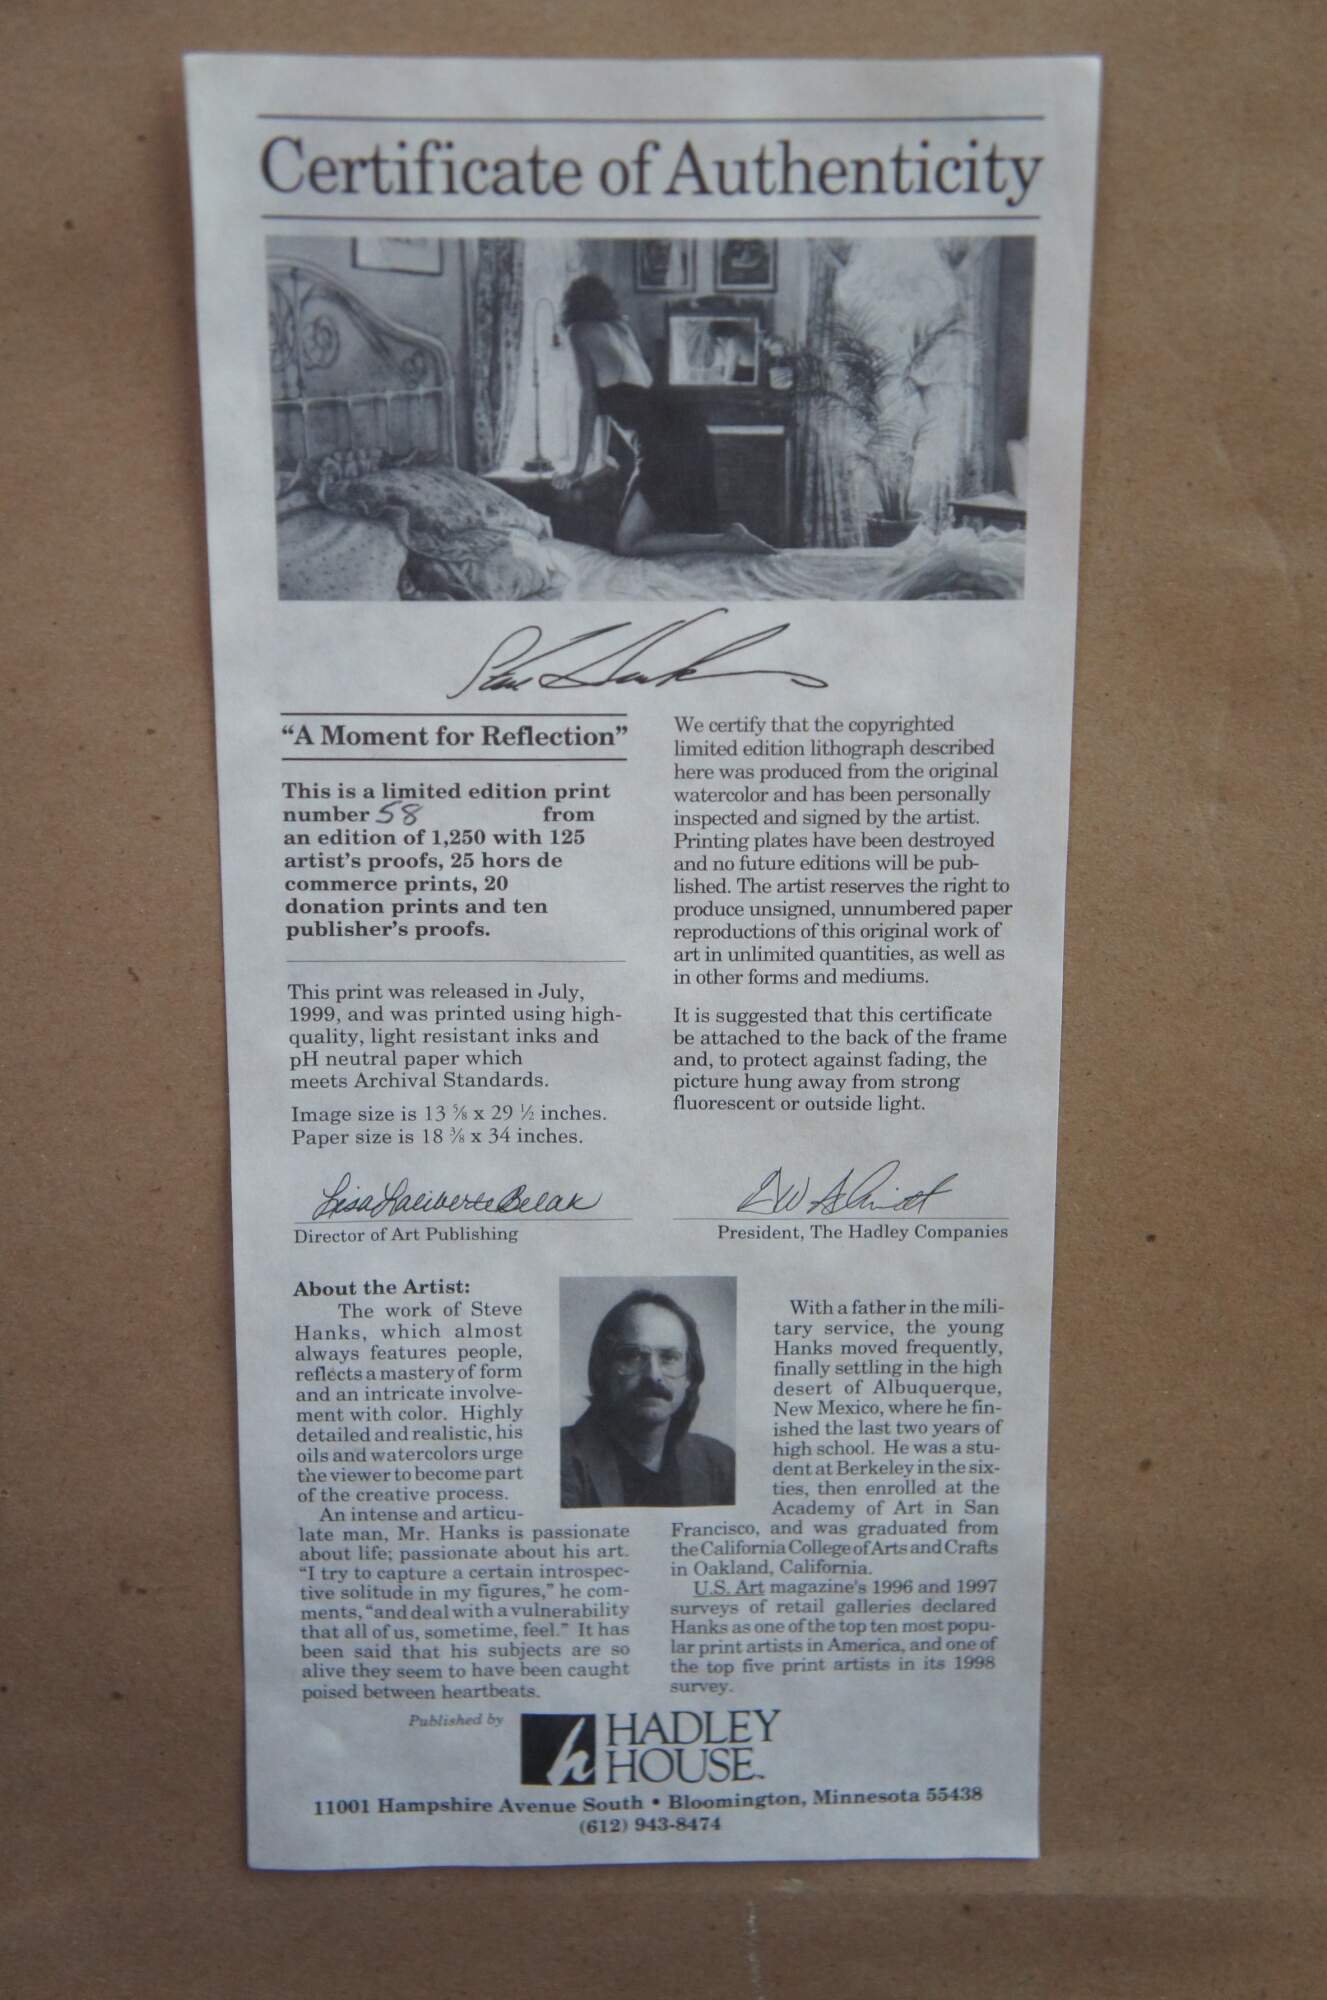 Certificate of Authenticity
Steve Hanks
“A Moment for Reflection”
This is a limited edition print
number 58 from
an edition of 1,250 with 125
artist’s proofs, 25 hors de
commerce prints, 20
donation prints and ten
publisher’s proofs.
This print was released in July,
1999, and was printed using high-
quality, light resistant inks and
pH neutral paper which
meets Archival Standards.
Image size is 13 ⅝ x 29 ½ inches.
Paper size is 18 ⅜ x 34 inches.
We certify that the copyrighted
limited edition lithograph described
here was produced from the original
watercolor and has been personally
inspected and signed by the artist.
Printing plates have been destroyed
and no future editions will be pub-
lished. The artist reserves the right to
produce unsigned, unnumbered paper
reproductions of this original work of
art in unlimited quantities, as well as
in other forms and mediums.
It is suggested that this certificate
be attached to the back of the frame
and, to protect against fading, the
picture hung away from strong
fluorescent or outside light.
Lisa Laliberte Belak
Director of Art Publishing
President, The Hadley Companies
About the Artist:
The work of Steve
Hanks, which almost
always features people,
reflects a mastery of form
and an intricate involve-
ment with color. Highly
detailed and realistic, his
oils and watercolors urge
the viewer to become part
of the creative process.
An intense and articu-
late man, Mr. Hanks is passionate
about life; passionate about his art.
“I try to capture a certain introspec-
tive solitude in my figures,” he com-
ments, “and deal with a vulnerability
that all of us, sometime, feel.” It has
been said that his subjects are so
alive they seem to have been caught
poised between heartbeats.
With a father in the mili-
tary service, the young
Hanks moved frequently,
finally settling in the high
desert of Albuquerque,
New Mexico, where he fin-
ished the last two years of
high school. He was a stu-
dent at Berkeley in the six-
ties, then enrolled at the
Academy of Art in San
Francisco, and was graduated from
the California College of Arts and Crafts
in Oakland, California.
U.S. Art magazine's 1996 and 1997
surveys of retail galleries declared
Hanks as one of the top ten most popu-
lar print artists in America, and one of
the top five print artists in its 1998
survey.
Published by
h HADLEY
HOUSE™
11001 Hampshire Avenue South • Bloomington, Minnesota 55438
(612) 943-8474